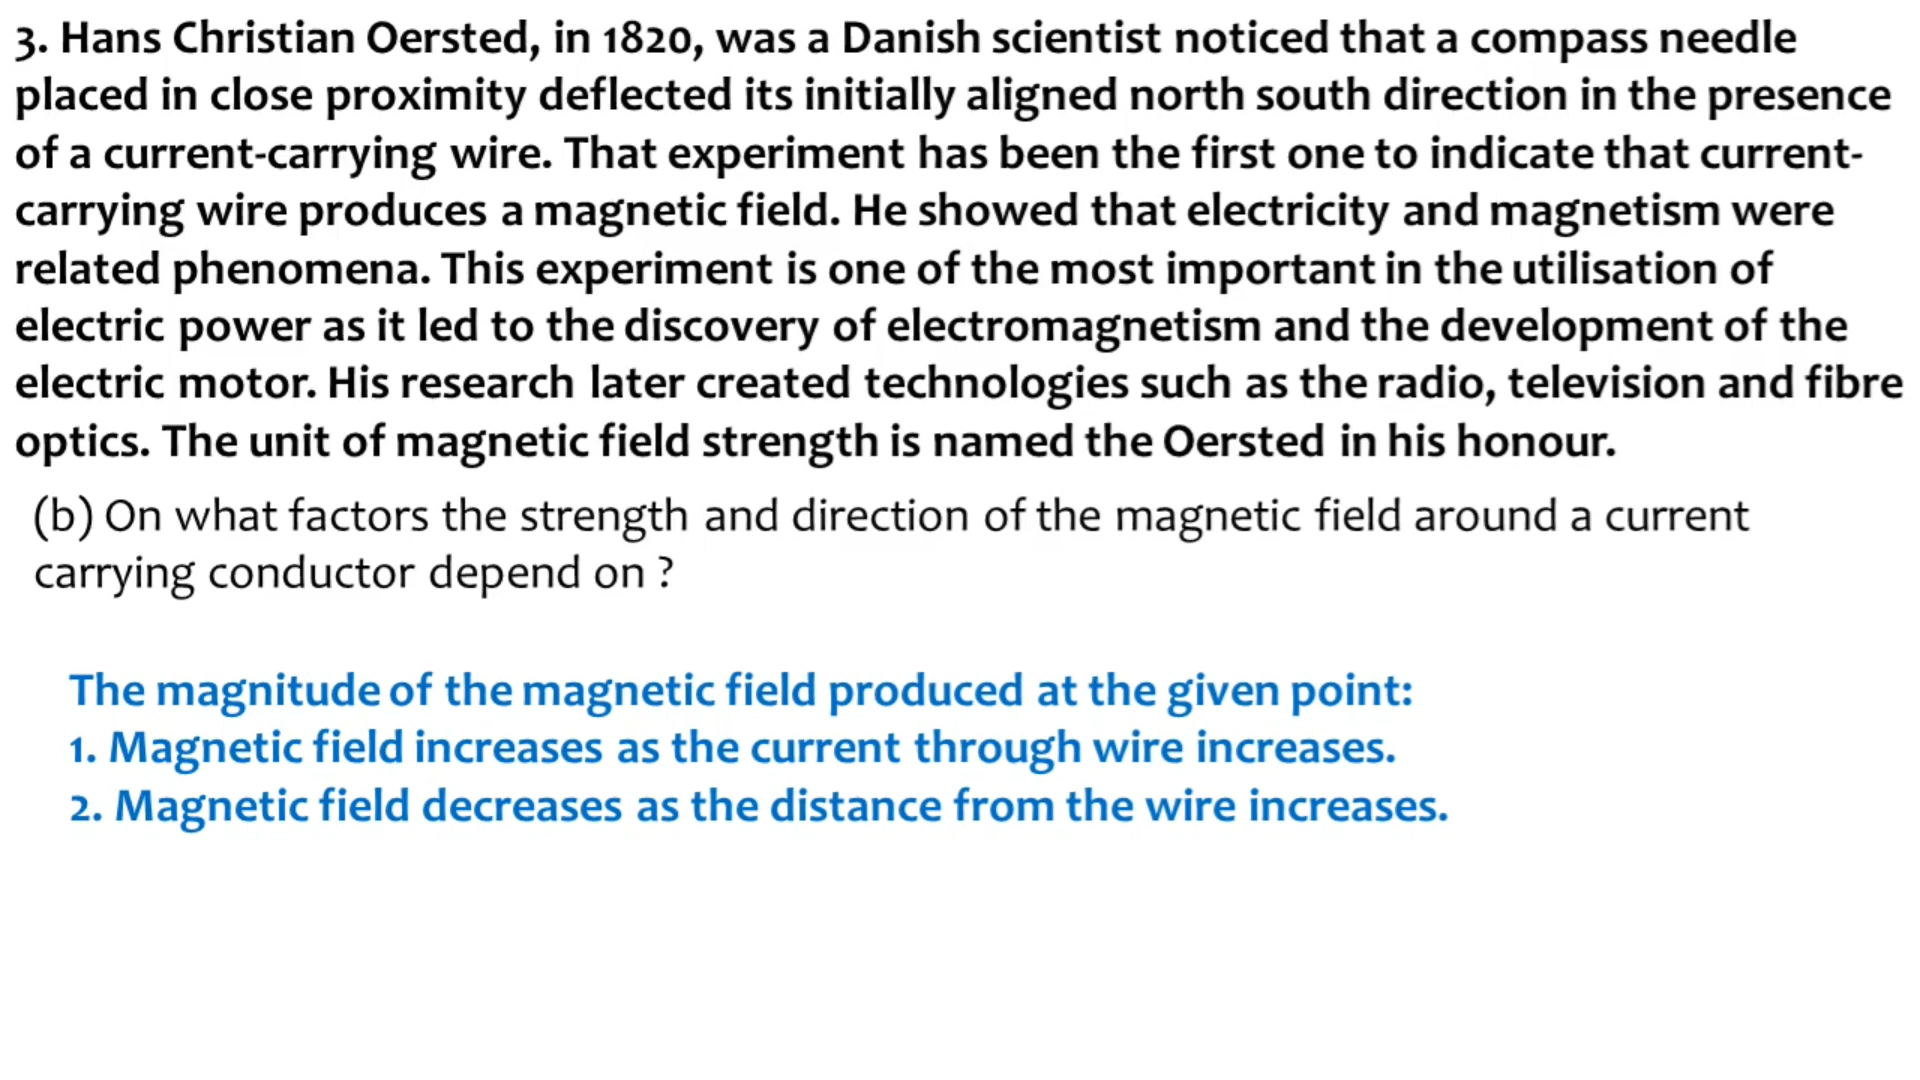 3. Hans Christian Oersted, in 1820, was a Danish scientist noticed that a compass needle
placed in close proximity deflected its initially aligned north south direction in the presence
of a current-carrying wire. That experiment has been the first one to indicate that current-
carrying wire produces a magnetic field. He showed that electricity and magnetism were
related phenomena. This experiment is one of the most important in the utilisation of
electric power as it led to the discovery of electromagnetism and the development of the
electric motor. His research later created technologies such as the radio, television and fibre
optics. The unit of magnetic field strength is named the Oersted in his honour.
(b) On what factors the strength and direction of the magnetic field around a current
carrying conductor depend on ?
The magnitude of the magnetic field produced at the given point:
1. Magnetic field increases as the current through wire increases.
2. Magnetic field decreases as the distance from the wire increases.